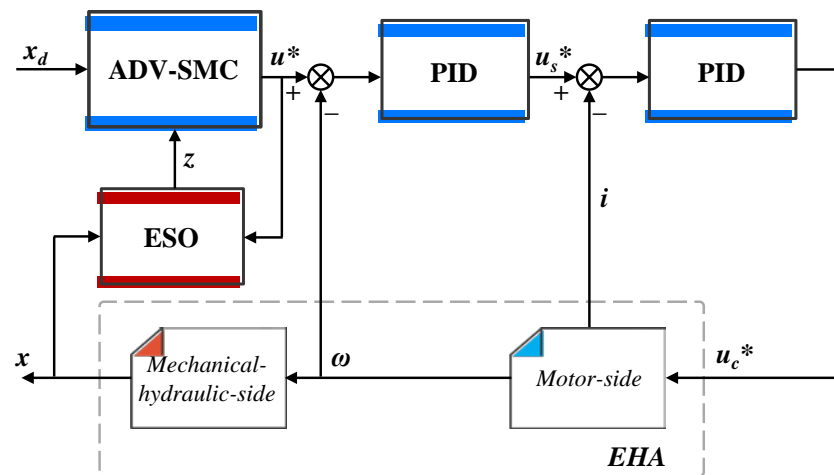 x_d
ADV-SMC
u*
+
−
PID
u_s*
+
−
PID
z
ESO
i
x
Mechanical-
hydraulic-side
ω
Motor-side
u_c*
EHA